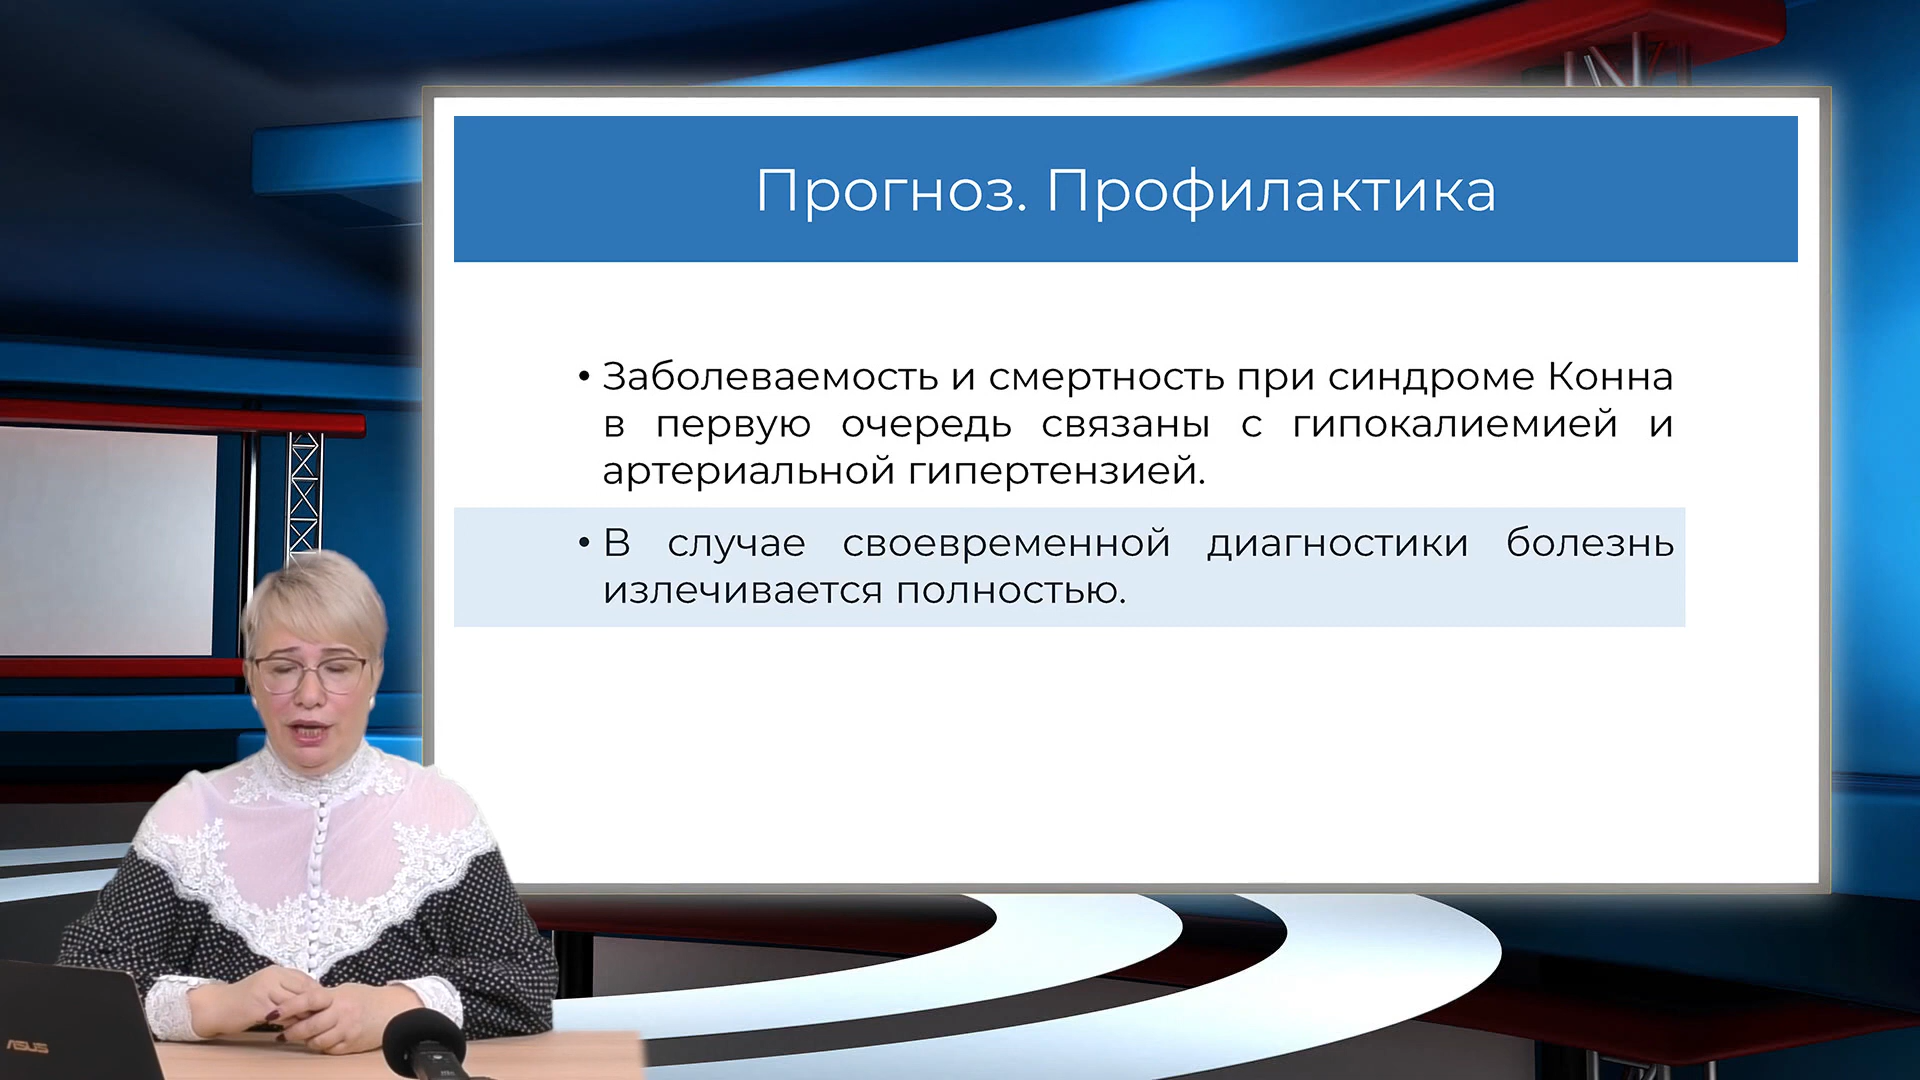 Прогноз. Профилактика
• Заболеваемость и смертность при синдроме Конна
в первую очередь связаны с гипокалиемией и
артериальной гипертензией.
• В случае своевременной диагностики болезнь
излечивается полностью.
ASUS